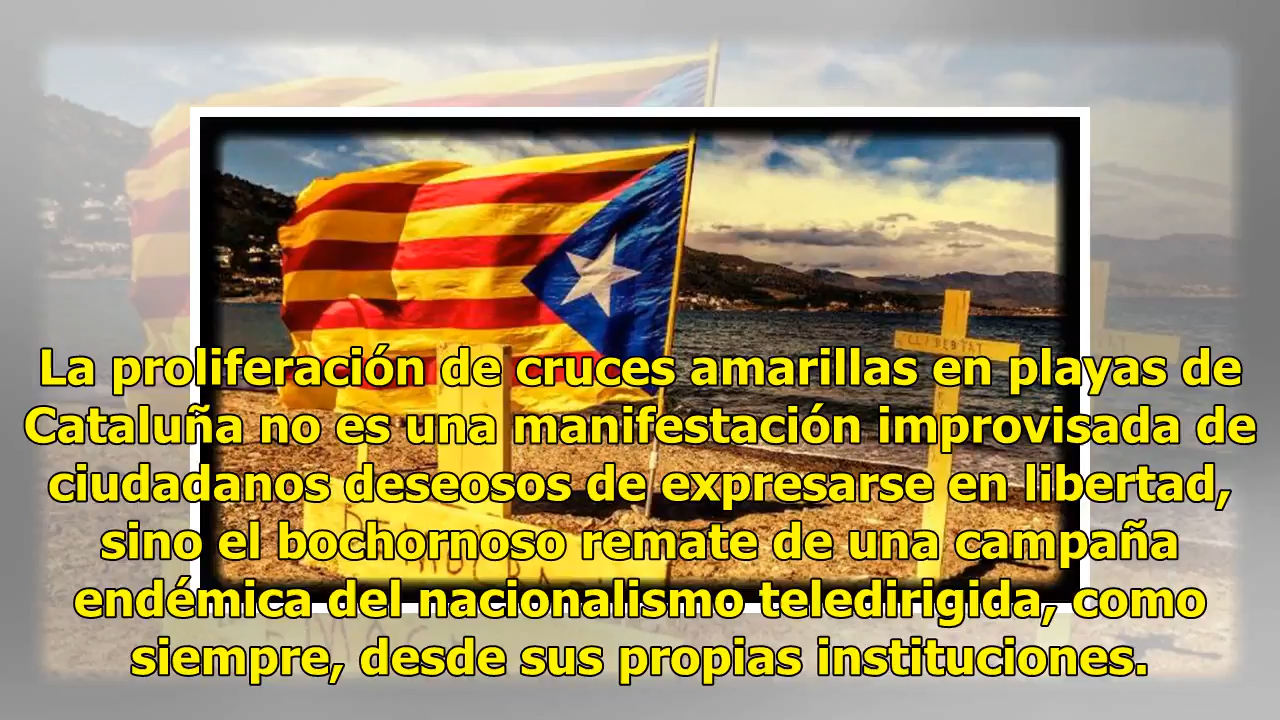 LLIBERTAT
La proliferación de cruces amarillas en playas de
Cataluña no es una manifestación improvisada de
ciudadanos deseosos de expresarse en libertad,
sino el bochornoso remate de una campaña
endémica del nacionalismo teledirigida, como
siempre, desde sus propias instituciones.